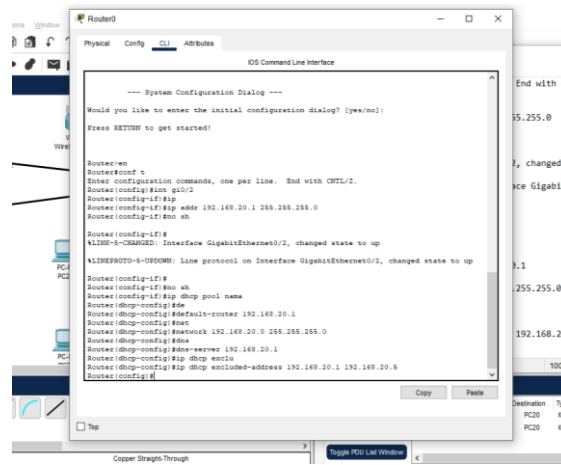 ions Window
Router0
Physical Config CLI Attributes
IOS Command Line Interface
--- System Configuration Dialog ---
Would you like to enter the initial configuration dialog? [yes/no]:
Press RETURN to get started!
Router>en
Router#conf t
Enter configuration commands, one per line. End with CNTL/Z.
Router(config)#int gi0/2
Router(config-if)#ip
Router(config-if)#ip addr 192.168.20.1 255.255.255.0
Router(config-if)#no sh
Router(config-if)#
%LINK-5-CHANGED: Interface GigabitEthernet0/2, changed state to up
%LINEPROTO-5-UPDOWN: Line protocol on Interface GigabitEthernet0/2, changed state to up
Router(config-if)#
Router(config-if)#no sh
Router(config-if)#ip dhcp pool name
Router(dhcp-config)#de
Router(dhcp-config)#default-router 192.168.20.1
Router(dhcp-config)#net
Router(dhcp-config)#network 192.168.20.0 255.255.255.0
Router(dhcp-config)#dns
Router(dhcp-config)#dns-server 192.168.20.1
Router(dhcp-config)#ip dhcp exclu
Router(dhcp-config)#ip dhcp excluded-address 192.168.20.1 192.168.20.5
Router(config)#
Copy Paste
Top
End with
55.255.0
2, changed
ace Gigabi
0.1
.255.255.0
192.168.2
100
Wire
PC-
PC2
PC-
Copper Straight-Through
Toggle PDU List Window
Destination
PC20
PC20